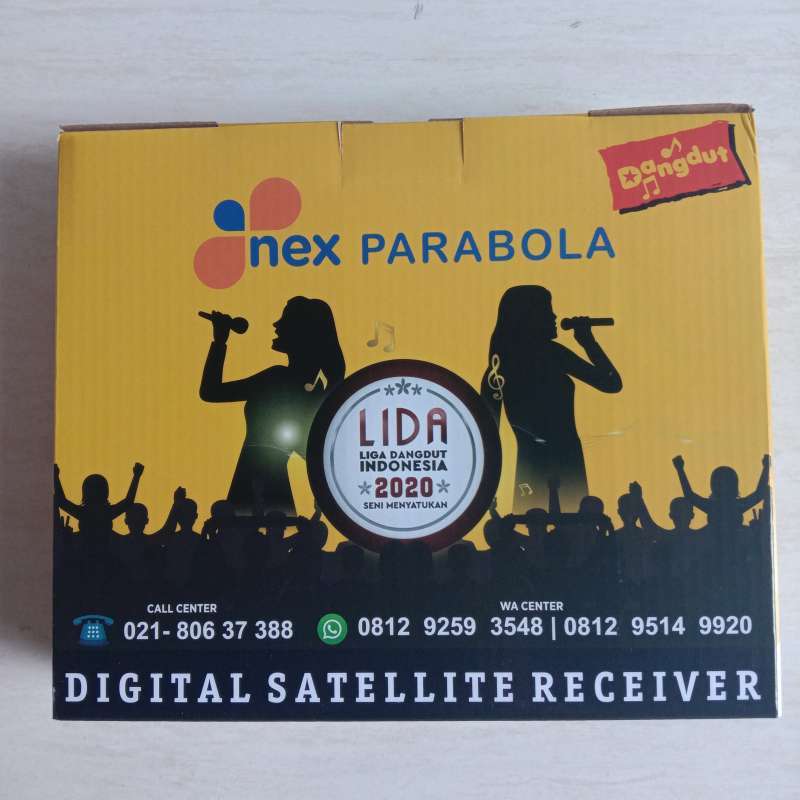 Dangdut
nex PARABOLA
LIDA
LIGA DANGDUT
INDONESIA
2020
SENI MENYATUKAN
CALL CENTER
021- 806 37 388
WA CENTER
0812 9259 3548 | 0812 9514 9920
DIGITAL SATELLITE RECEIVER